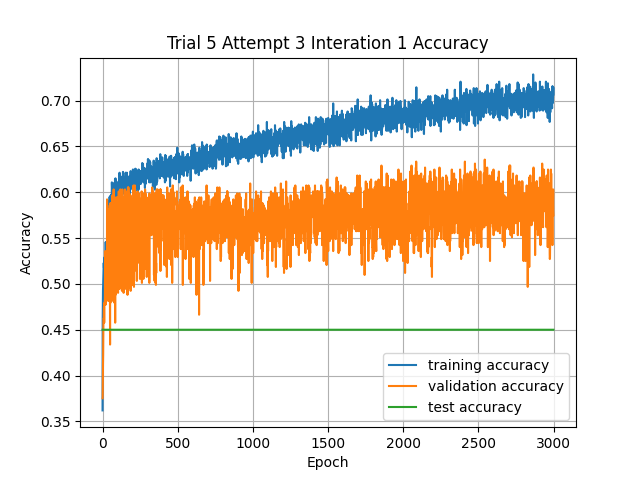 Trial 5 Attempt 3 Interation 1 Accuracy
Accuracy
0.70
0.65
0.60
0.55
0.50
0.45
0.40
0.35
training accuracy
validation accuracy
test accuracy
0 500 1000 1500 2000 2500 3000
Epoch